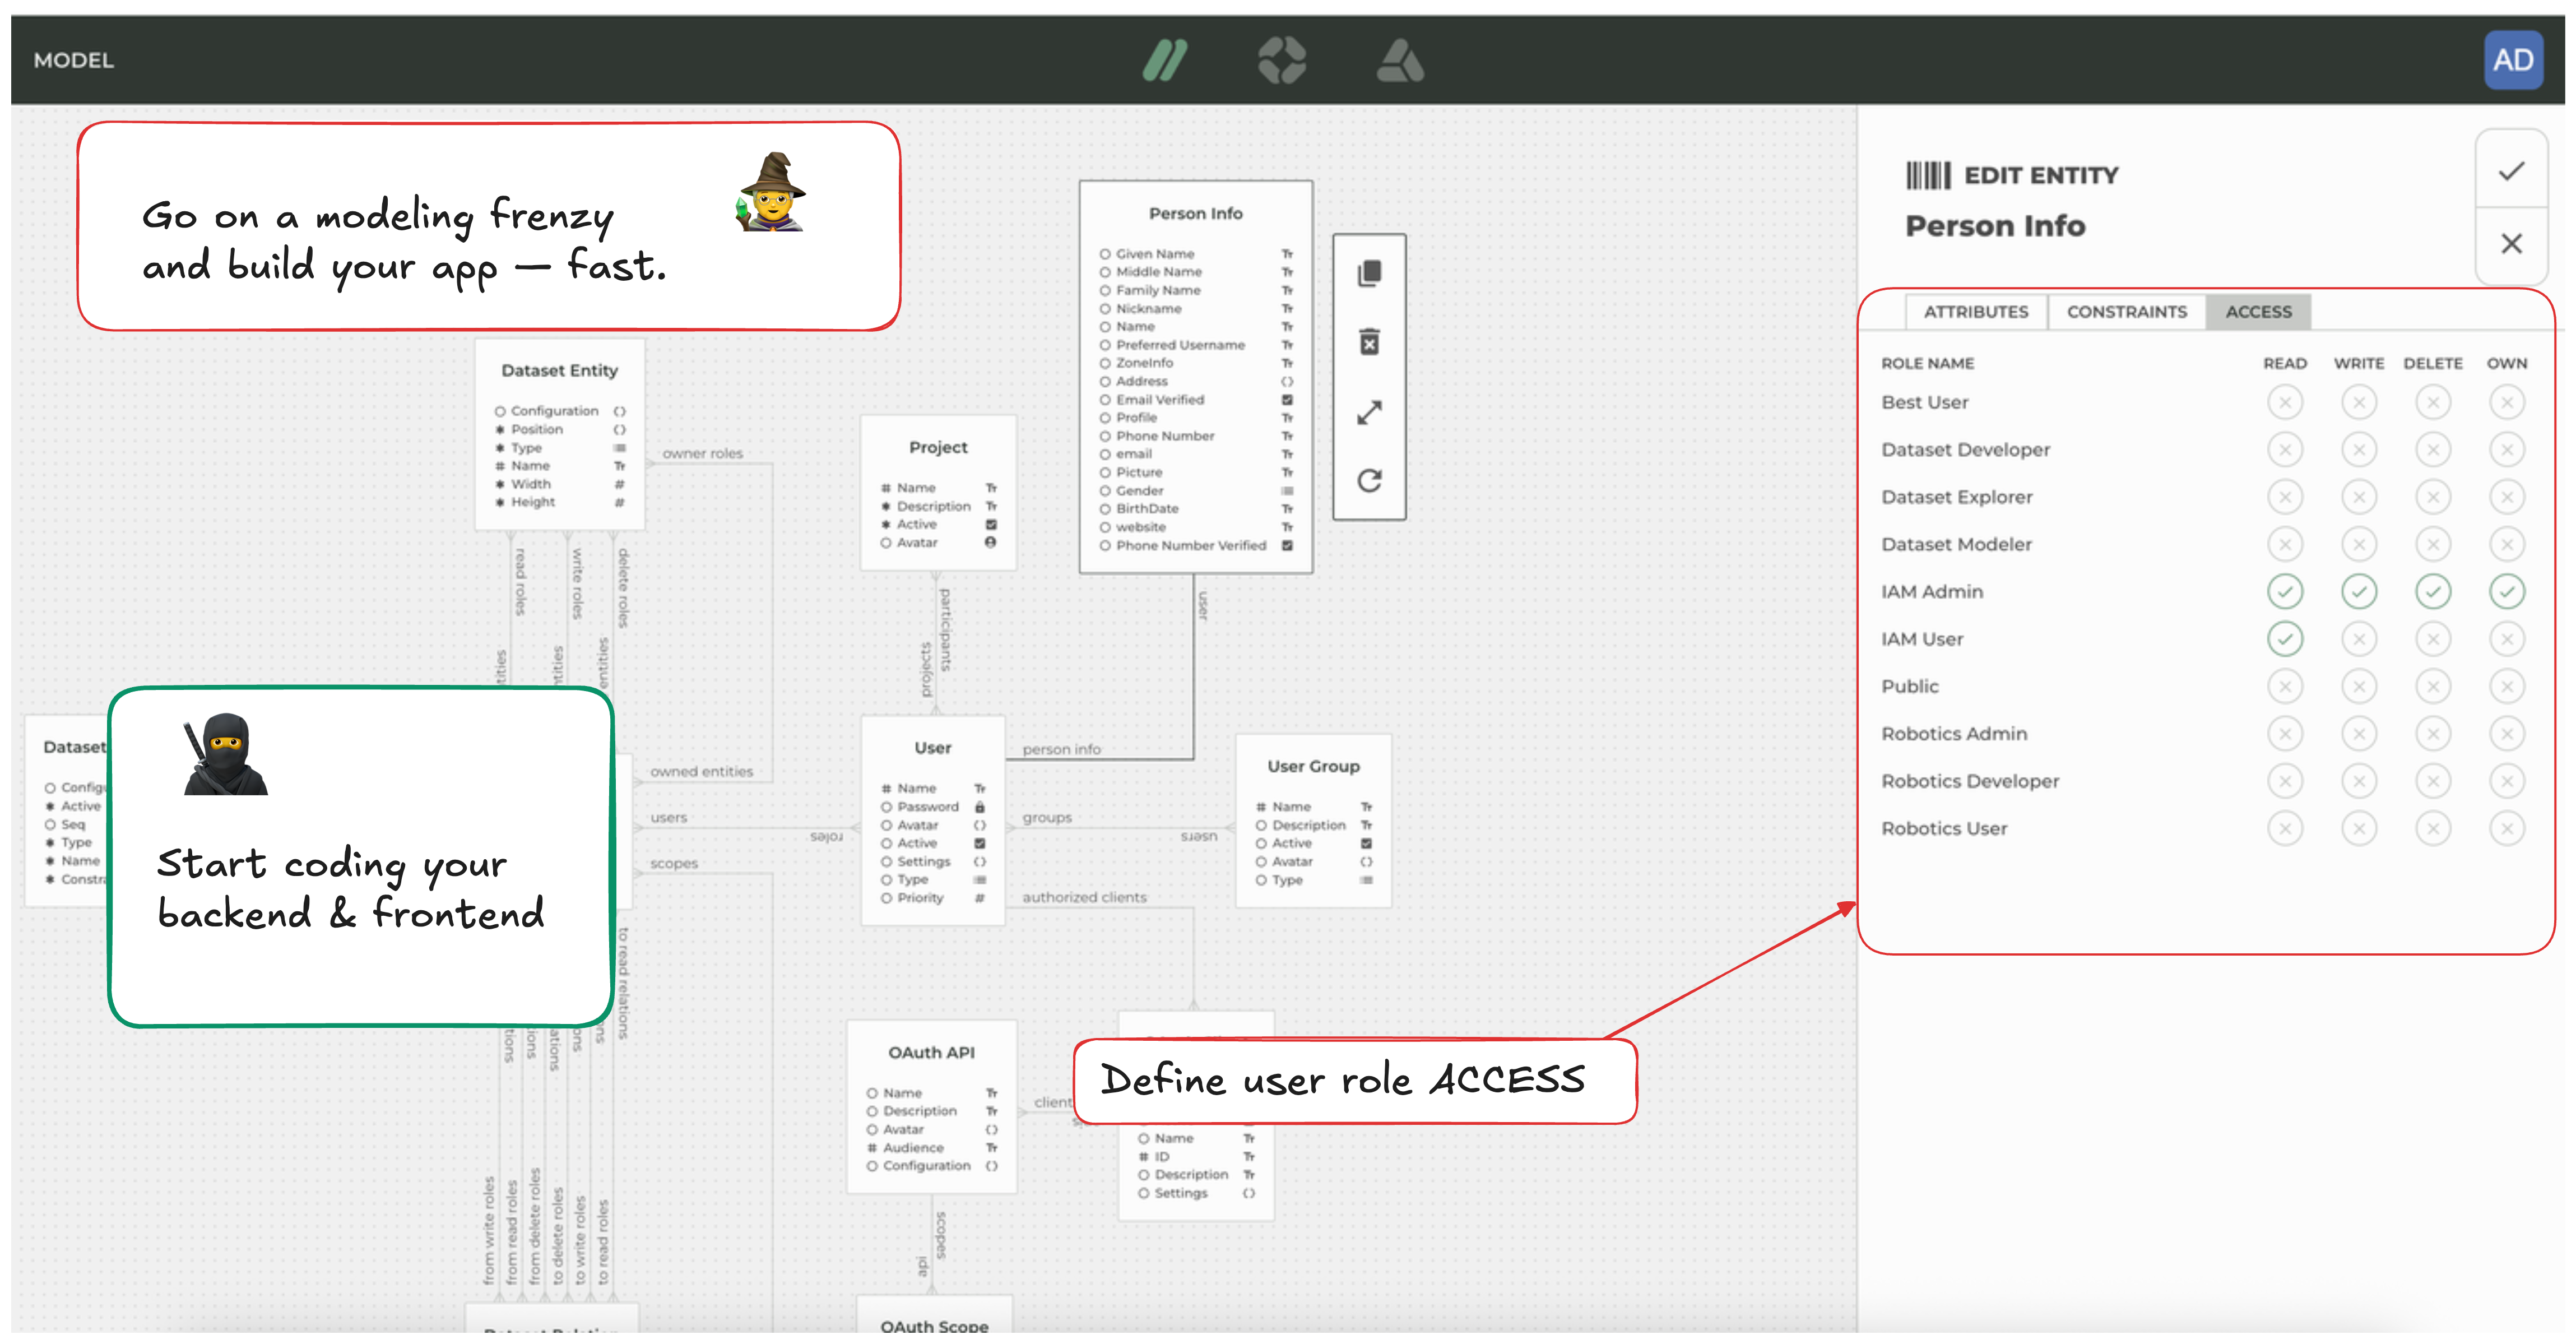 MODEL
AD
Go on a modeling frenzy
and build your app — fast.
Dataset Entity
Configuration
Position
Type
Name
Width
Height
owner roles
read roles
write roles
delete roles
Project
Name
Description
Active
Avatar
participants
projects
Person Info
Given Name
Middle Name
Family Name
Nickname
Name
Preferred Username
ZoneInfo
Address
Email Verified
Profile
Phone Number
email
Picture
Gender
BirthDate
website
Phone Number Verified
user
Dataset
Active
Seq
Type
Name
Start coding your
backend & frontend
owned entities
users
roles
scopes
User
# Name
Password
Avatar
Active
Settings
Type
Priority
person info
groups
users
authorized clients
User Group
# Name
Description
Active
Avatar
Type
to read relations
OAuth API
Name
Description
Avatar
# Audience
Configuration
client
Define user role ACCESS
Name
# ID
Description
Settings
scopes
api
OAuth Scope
from write roles
from read roles
from delete roles
to delete roles
to write roles
to read roles
EDIT ENTITY
Person Info
ATTRIBUTES CONSTRAINTS ACCESS
ROLE NAME READ WRITE DELETE OWN
Best User
Dataset Developer
Dataset Explorer
Dataset Modeler
IAM Admin
IAM User
Public
Robotics Admin
Robotics Developer
Robotics User